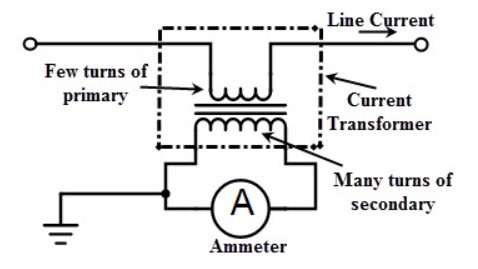 Line Current
Few turns of
primary
Current
Transformer
Many turns of
secondary
A
Ammeter